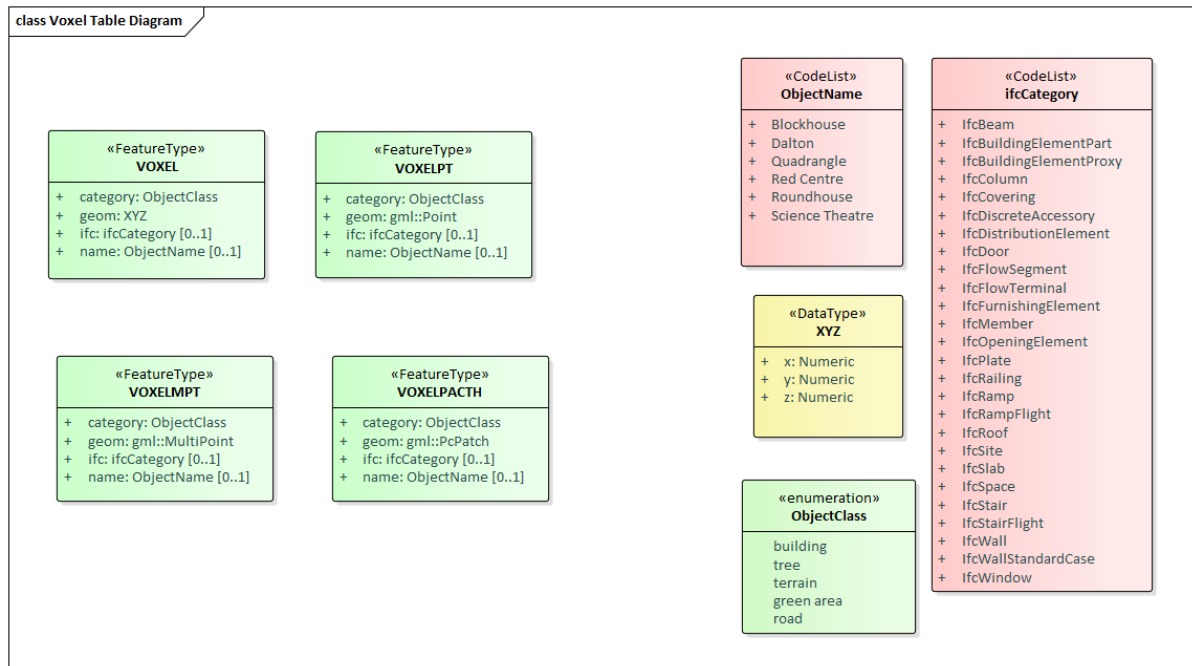 class Voxel Table Diagram
«FeatureType»
VOXEL
+ category: ObjectClass
+ geom: XYZ
+ ifc: ifcCategory [0..1]
+ name: ObjectName [0..1]
«FeatureType»
VOXELPT
+ category: ObjectClass
+ geom: gml::Point
+ ifc: ifcCategory [0..1]
+ name: ObjectName [0..1]
«FeatureType»
VOXELMPT
+ category: ObjectClass
+ geom: gml::MultiPoint
+ ifc: ifcCategory [0..1]
+ name: ObjectName [0..1]
«FeatureType»
VOXELPACTH
+ category: ObjectClass
+ geom: gml::PcPatch
+ ifc: ifcCategory [0..1]
+ name: ObjectName [0..1]
«CodeList»
ObjectName
+ Blockhouse
+ Dalton
+ Quadrangle
+ Red Centre
+ Roundhouse
+ Science Theatre
«DataType»
XYZ
+ x: Numeric
+ y: Numeric
+ z: Numeric
«enumeration»
ObjectClass
building
tree
terrain
green area
road
«CodeList»
ifcCategory
+ IfcBeam
+ IfcBuildingElementPart
+ IfcBuildingElementProxy
+ IfcColumn
+ IfcCovering
+ IfcDiscreteAccessory
+ IfcDistributionElement
+ IfcDoor
+ IfcFlowSegment
+ IfcFlowTerminal
+ IfcFurnishingElement
+ IfcMember
+ IfcOpeningElement
+ IfcPlate
+ IfcRailing
+ IfcRamp
+ IfcRampFlight
+ IfcRoof
+ IfcSite
+ IfcSlab
+ IfcSpace
+ IfcStair
+ IfcStairFlight
+ IfcWall
+ IfcWallStandardCase
+ IfcWindow